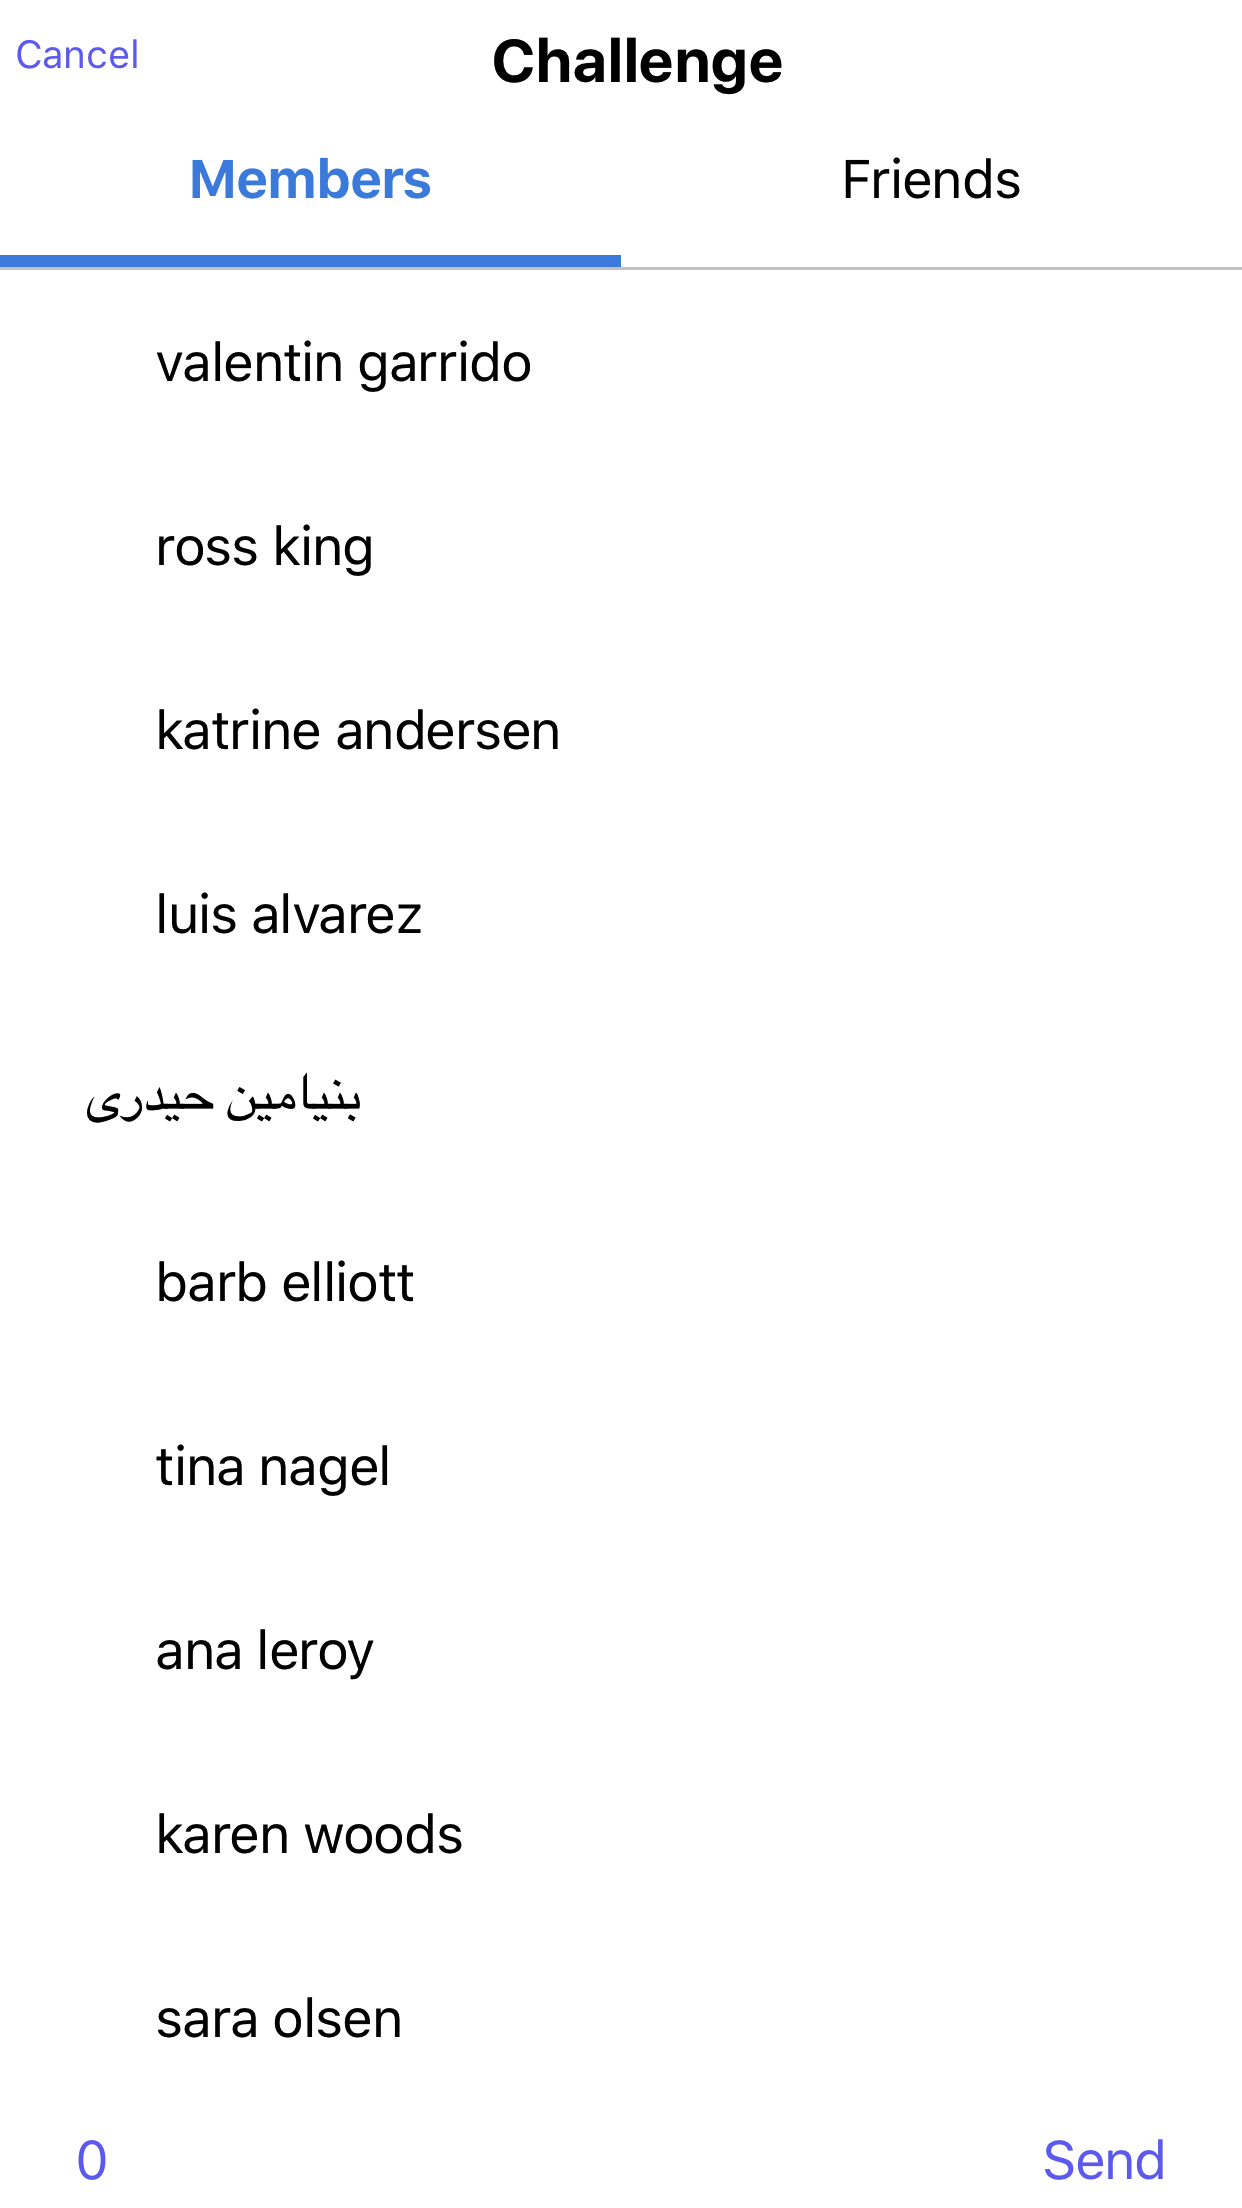 Cancel
Challenge
Members
Friends
valentin garrido
ross king
katrine andersen
luis alvarez
بنیامین حیدری
barb elliott
tina nagel
ana leroy
karen woods
sara olsen
0
Send